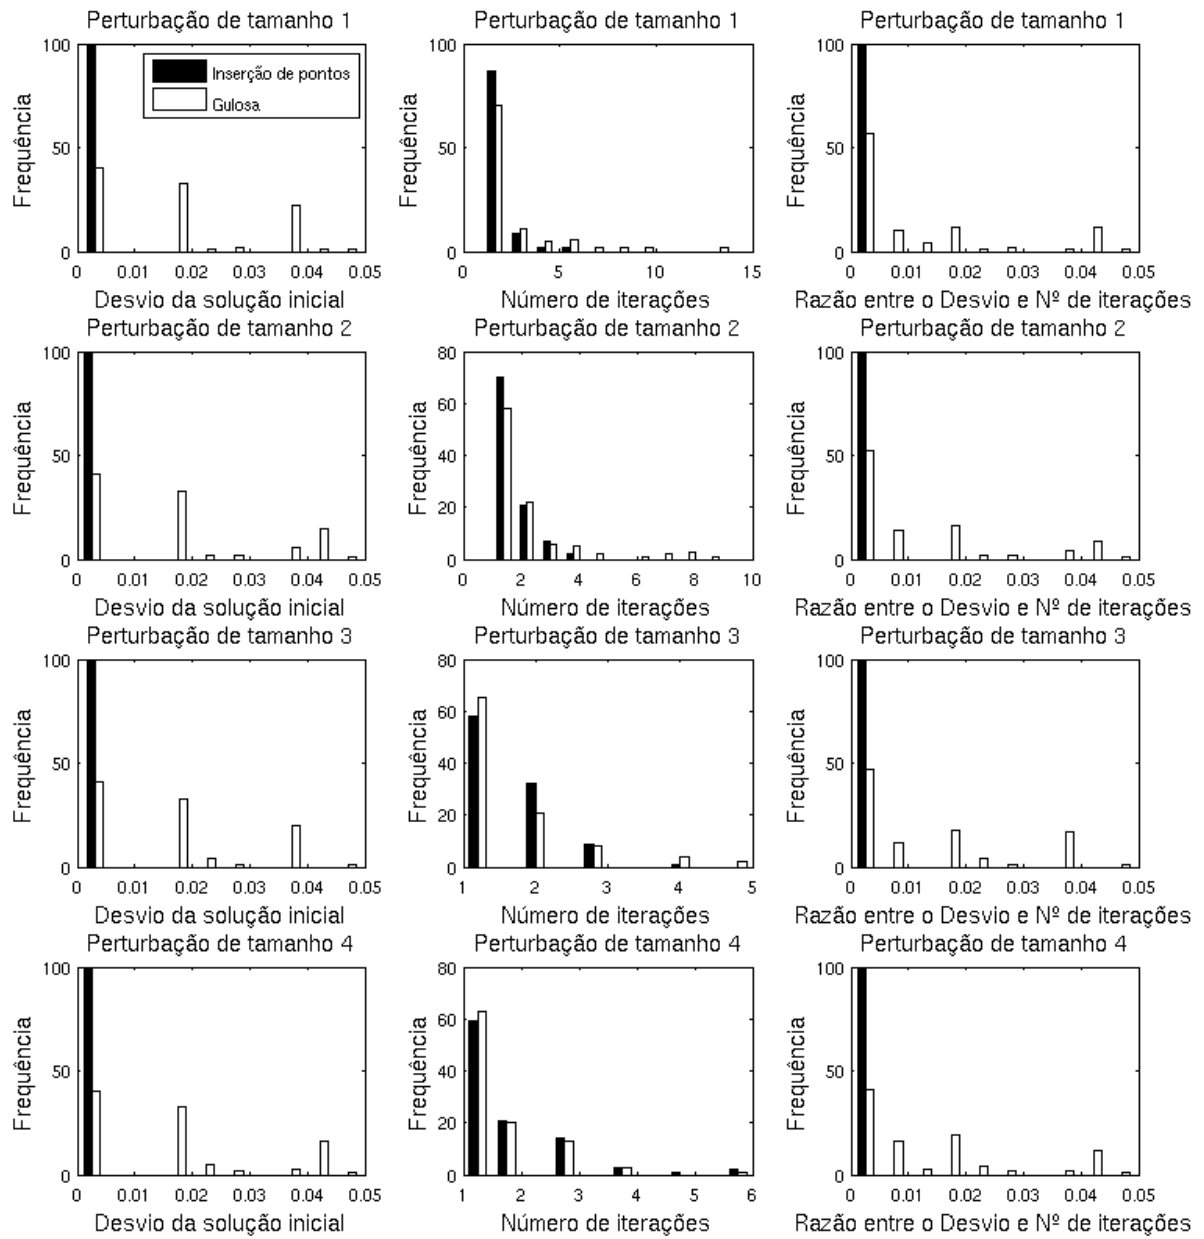 Perturbação de tamanho 1
100
50
0
Frequência
Inserção de pontos
Gulosa
0 0.01 0.02 0.03 0.04 0.05
Desvio da solução inicial
Perturbação de tamanho 1
100
50
0
Frequência
0 5 10 15
Número de iterações
Perturbação de tamanho 1
100
50
0
Frequência
0 0.01 0.02 0.03 0.04 0.05
Razão entre o Desvio e Nº de iterações
Perturbação de tamanho 2
100
50
0
Frequência
0 0.01 0.02 0.03 0.04 0.05
Desvio da solução inicial
Perturbação de tamanho 2
80
60
40
20
0
Frequência
0 2 4 6 8 10
Número de iterações
Perturbação de tamanho 2
100
50
0
Frequência
0 0.01 0.02 0.03 0.04 0.05
Razão entre o Desvio e Nº de iterações
Perturbação de tamanho 3
100
50
0
Frequência
0 0.01 0.02 0.03 0.04 0.05
Desvio da solução inicial
Perturbação de tamanho 3
80
60
40
20
0
Frequência
1 2 3 4 5
Número de iterações
Perturbação de tamanho 3
100
50
0
Frequência
0 0.01 0.02 0.03 0.04 0.05
Razão entre o Desvio e Nº de iterações
Perturbação de tamanho 4
100
50
0
Frequência
0 0.01 0.02 0.03 0.04 0.05
Desvio da solução inicial
Perturbação de tamanho 4
80
60
40
20
0
Frequência
1 2 3 4 5 6
Número de iterações
Perturbação de tamanho 4
100
50
0
Frequência
0 0.01 0.02 0.03 0.04 0.05
Razão entre o Desvio e Nº de iterações